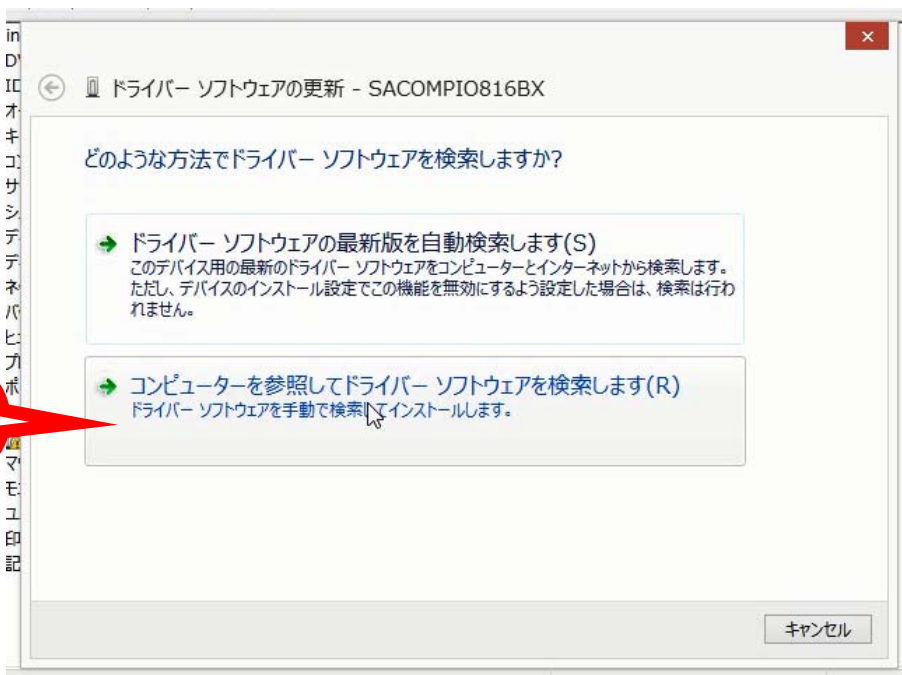 in
ドライバー ソフトウェアの更新 - SACOMPIO816BX
どのような方法でドライバー ソフトウェアを検索しますか?
ドライバー ソフトウェアの最新版を自動検索します(S)
このデバイス用の最新のドライバー ソフトウェアをコンピューターとインターネットから検索します。
ただし、デバイスのインストール設定でこの機能を無効にするよう設定した場合は、検索は行わ
れません。
コンピューターを参照してドライバー ソフトウェアを検索します(R)
ドライバー ソフトウェアを手動で検索してインストールします。
キャンセル